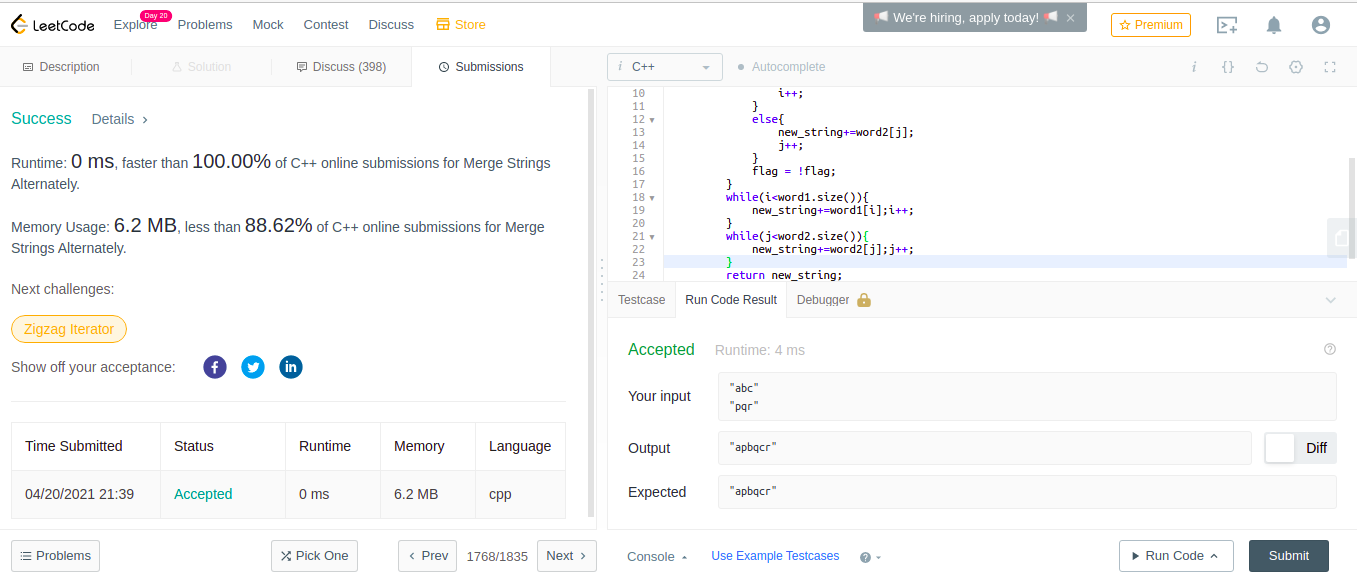 LeetCode Explore Day 20 Problems Mock Contest Discuss Store We're hiring, apply today! × Premium
Description Solution Discuss (398) Submissions
Success Details >
Runtime: 0 ms, faster than 100.00% of C++ online submissions for Merge Strings
Alternately.
Memory Usage: 6.2 MB, less than 88.62% of C++ online submissions for Merge
Strings Alternately.
Next challenges:
Zigzag Iterator
Show off your acceptance:
Time Submitted Status Runtime Memory Language
04/20/2021 21:39 Accepted 0 ms 6.2 MB cpp
Problems Pick One < Prev 1768/1835 Next >
i C++ Autocomplete i {}
10 i++;
11 }
12 else{
13 new_string+=word2[j];
14 j++;
15 }
16 flag = !flag;
17 }
18 while(i<word1.size()){
19 new_string+=word1[i];i++;
20 }
21 while(j<word2.size()){
22 new_string+=word2[j];j++;
23 }
24 return new_string;
Testcase Run Code Result Debugger
Accepted Runtime: 4 ms
Your input "abc"
"pqr"
Output "apbqcr" Diff
Expected "apbqcr"
Console Use Example Testcases ? Run Code Submit